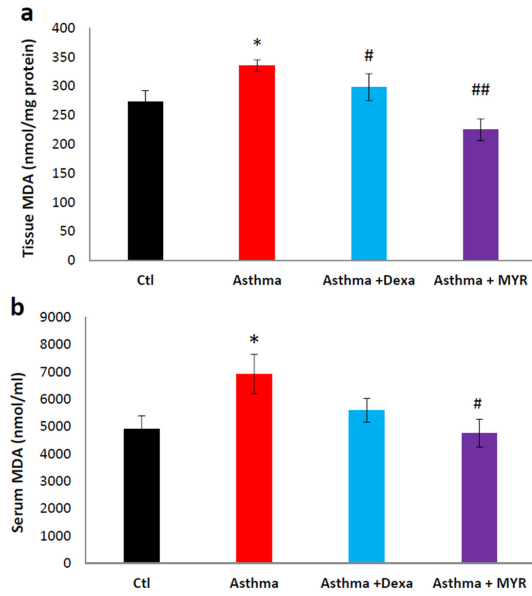 a
Tissue MDA (nmol/mg protein)
400
350
300
250
200
150
100
50
0
*
#
##
Ctl
Asthma
Asthma +Dexa
Asthma + MYR
b
Serum MDA (nmol/ml)
9000
8000
7000
6000
5000
4000
3000
2000
1000
0
*
#
Ctl
Asthma
Asthma +Dexa
Asthma + MYR